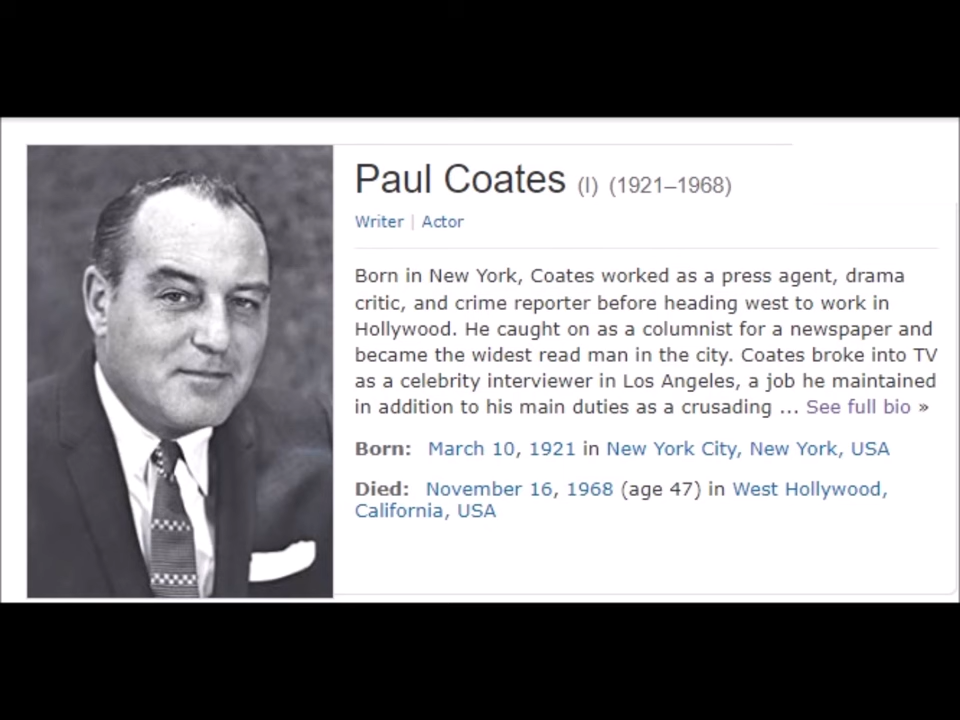 Paul Coates (I) (1921–1968)
Writer | Actor
Born in New York, Coates worked as a press agent, drama
critic, and crime reporter before heading west to work in
Hollywood. He caught on as a columnist for a newspaper and
became the widest read man in the city. Coates broke into TV
as a celebrity interviewer in Los Angeles, a job he maintained
in addition to his main duties as a crusading ... See full bio »
Born: March 10, 1921 in New York City, New York, USA
Died: November 16, 1968 (age 47) in West Hollywood,
California, USA